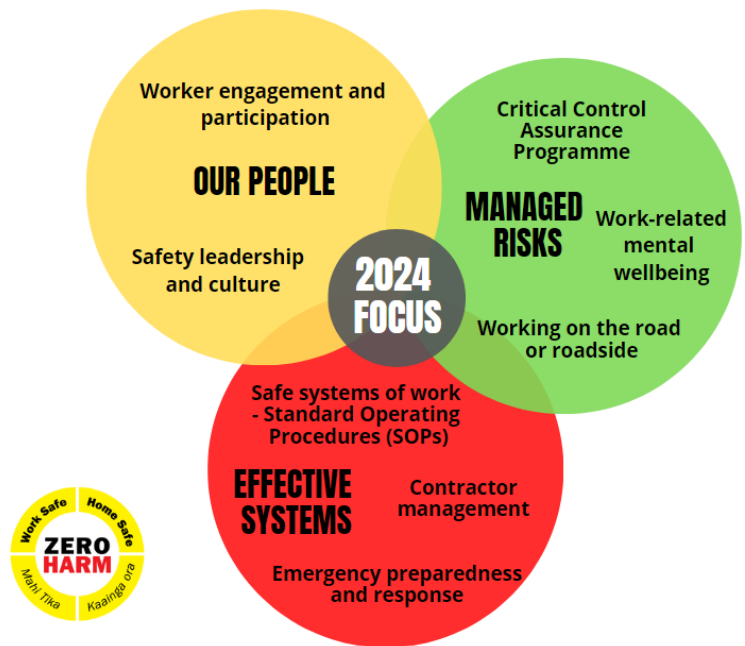 Worker engagement and
participation
OUR PEOPLE
Safety leadership
and culture
Critical Control
Assurance
Programme
MANAGED
RISKS
Work-related
mental
wellbeing
Working on the road
or roadside
2024
FOCUS
Safe systems of work
- Standard Operating
Procedures (SOPs)
EFFECTIVE
SYSTEMS
Contractor
management
Emergency preparedness
and response
Work Safe
Home Safe
ZERO
HARM
Mahi Tika
Kaainga ora